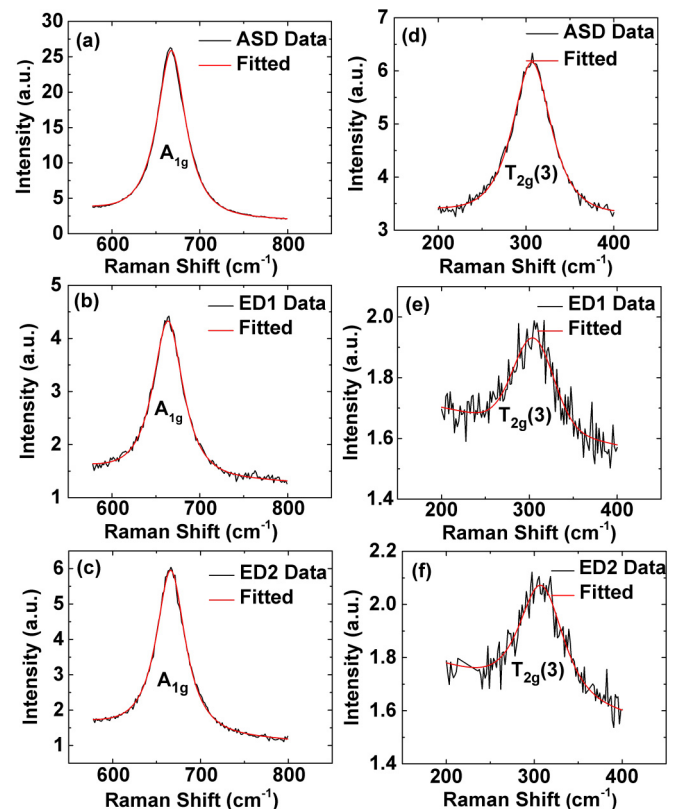 (a)
ASD Data
Fitted
A1g
30
25
20
15
10
5
0
600
700
800
Intensity (a.u.)
Raman Shift (cm-1)
(d)
ASD Data
Fitted
T2g(3)
7
6
5
4
3
200
300
400
Intensity (a.u.)
Raman Shift (cm-1)
(b)
ED1 Data
Fitted
A1g
5
4
3
2
1
600
700
800
Intensity (a.u.)
Raman Shift (cm-1)
(e)
ED1 Data
Fitted
T2g(3)
2.0
1.8
1.6
1.4
200
300
400
Intensity (a.u.)
Raman Shift (cm-1)
(c)
ED2 Data
Fitted
A1g
6
5
4
3
2
1
600
700
800
Intensity (a.u.)
Raman Shift (cm-1)
(f)
ED2 Data
Fitted
T2g(3)
2.2
2.0
1.8
1.6
1.4
200
300
400
Intensity (a.u.)
Raman Shift (cm-1)